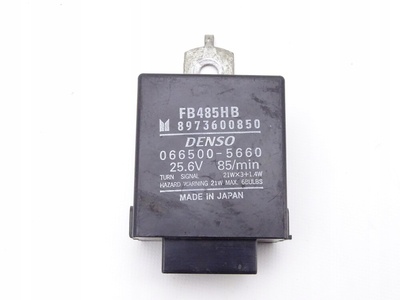 FB485HB
8973600850
DENSO
066500-5660
25.6V 85/min
TURN SIGNAL 21W×3+1.4W
HAZARD WARNING 21W MAX. 6BULBS
MADE IN JAPAN